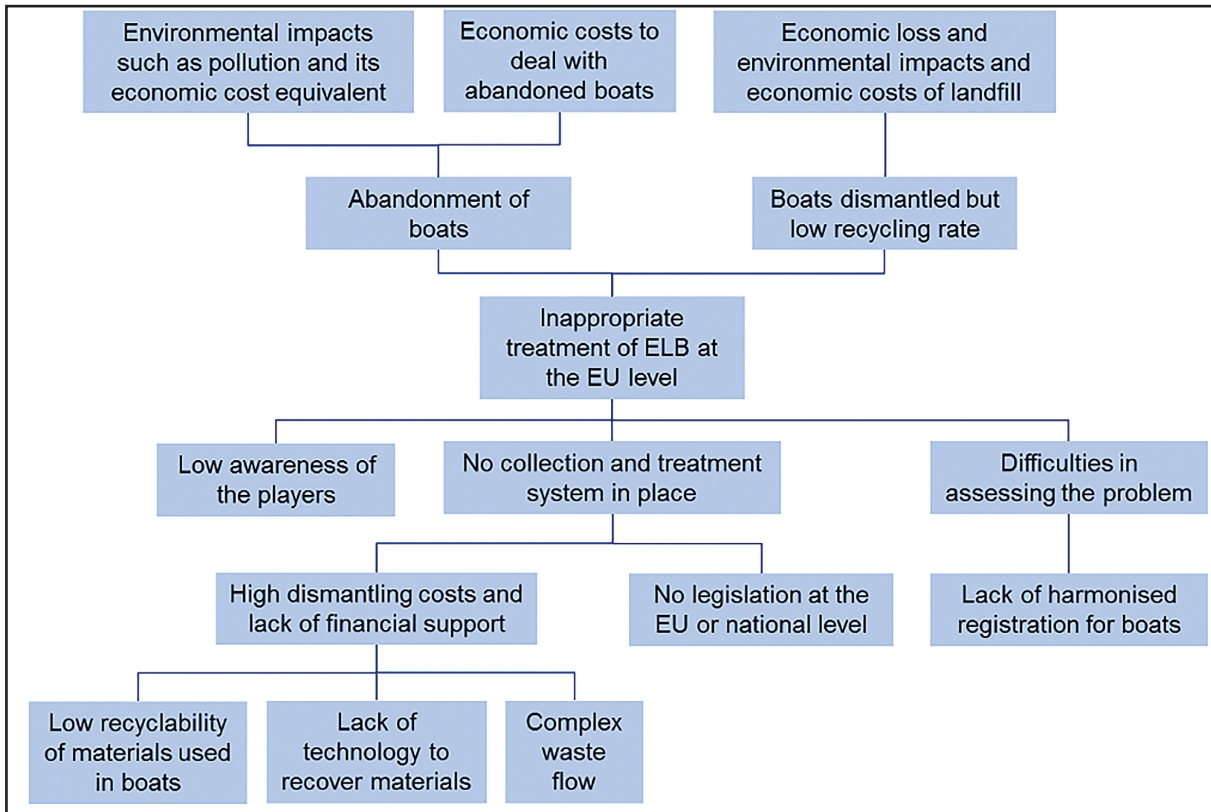 Environmental impacts
such as pollution and its
economic cost equivalent
Economic costs to
deal with
abandoned boats
Economic loss and
environmental impacts and
economic costs of landfill
Abandonment of
boats
Boats dismantled but
low recycling rate
Inappropriate
treatment of ELB at
the EU level
Low awareness of
the players
No collection and treatment
system in place
Difficulties in
assessing the problem
High dismantling costs and
lack of financial support
No legislation at the
EU or national level
Lack of harmonised
registration for boats
Low recyclability
of materials used
in boats
Lack of
technology to
recover materials
Complex
waste
flow